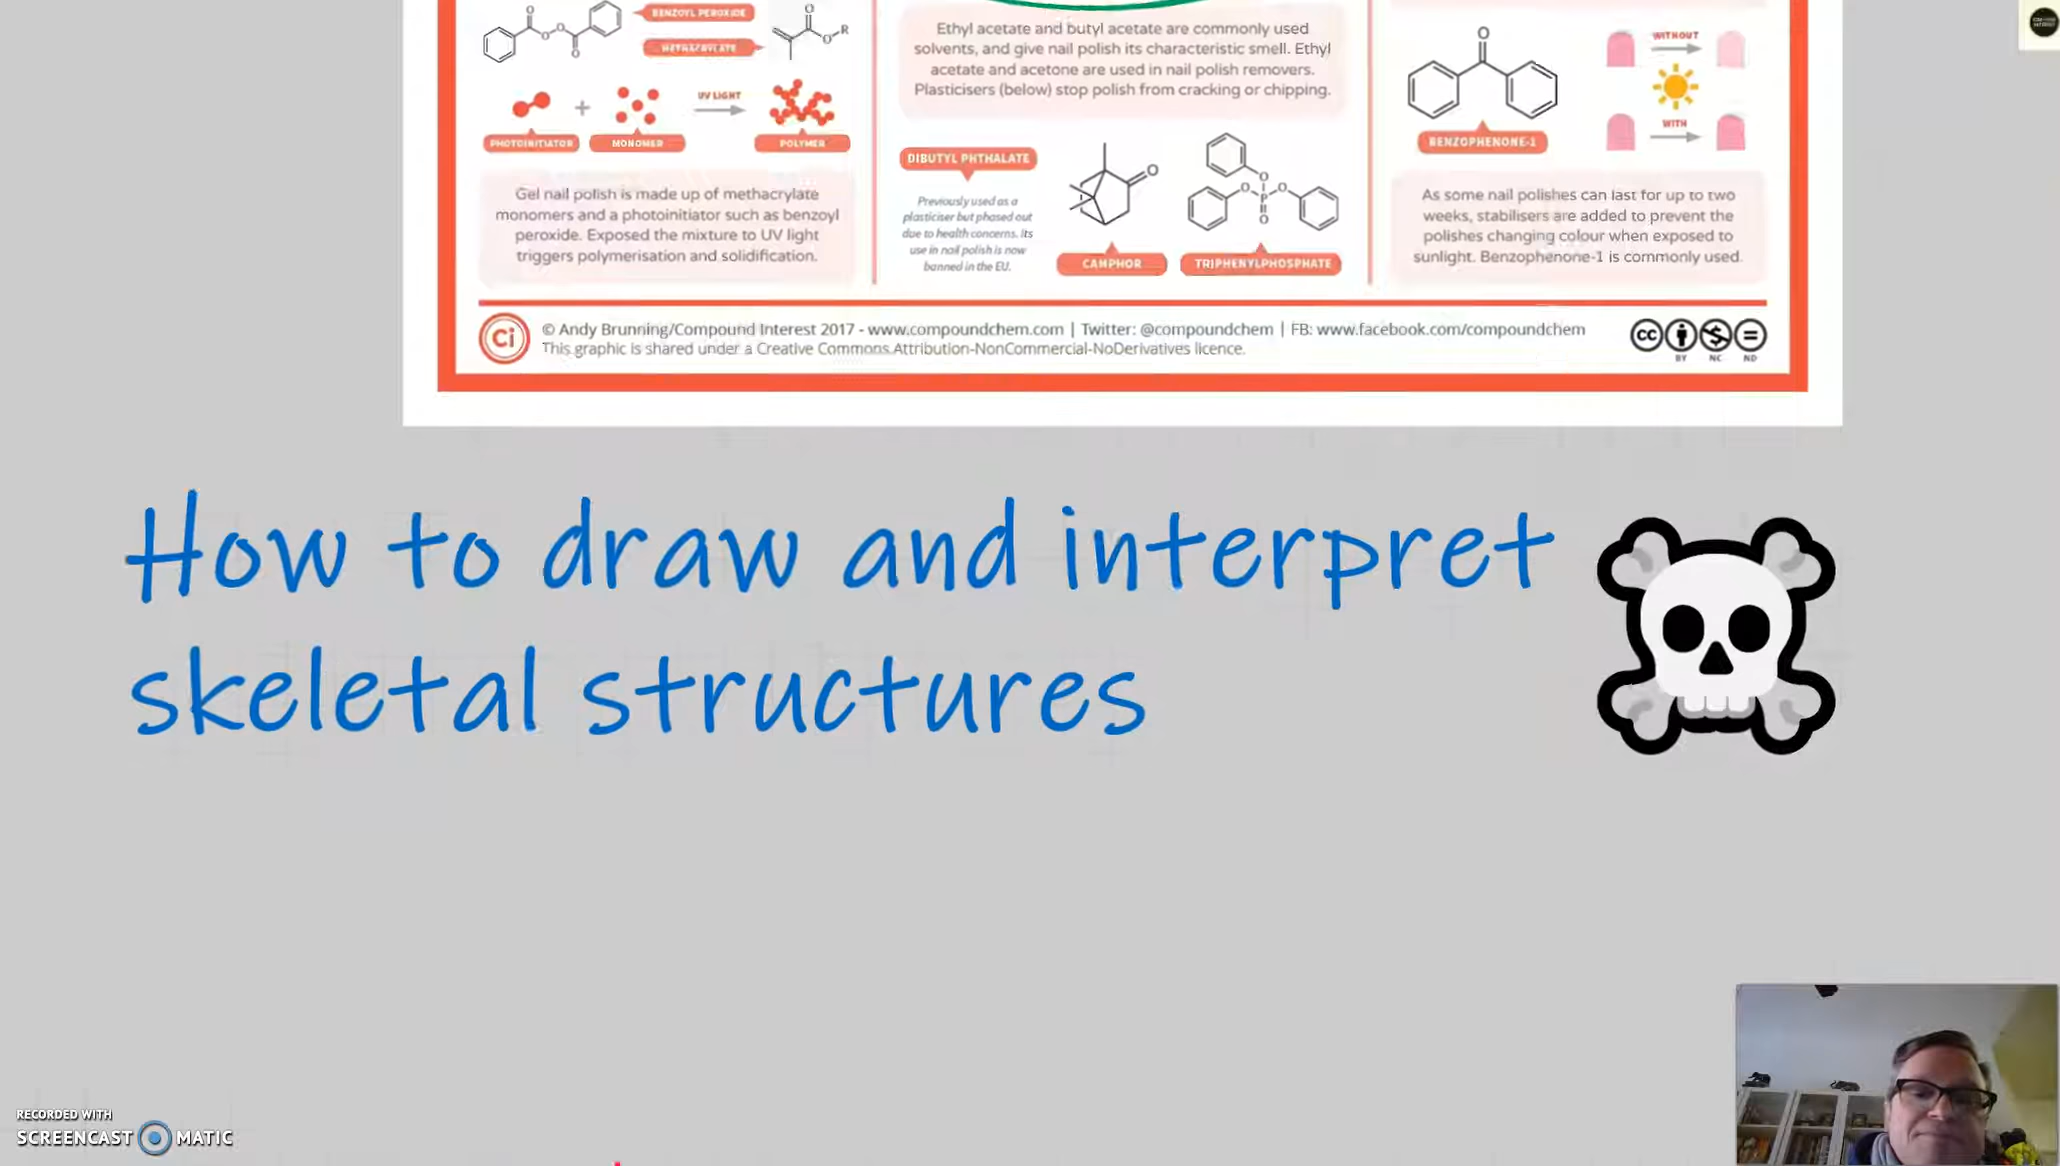 BENZOYL PEROXIDE
METHACRYLATE
O
O
O
O
O
O
R
UV LIGHT
PHOTOINITIATOR
MONOMER
POLYMER
Gel nail polish is made up of methacrylate
monomers and a photoinitiator such as benzoyl
peroxide. Exposed the mixture to UV light
triggers polymerisation and solidification.
Ethyl acetate and butyl acetate are commonly used
solvents, and give nail polish its characteristic smell. Ethyl
acetate and acetone are used in nail polish removers.
Plasticisers (below) stop polish from cracking or chipping.
DIBUTYL PHTHALATE
Previously used as a
plasticiser but phased out
due to health concerns. Its
use in nail polish is now
banned in the EU.
O
CAMPHOR
O
O
P
O
O
TRIPHENYLPHOSPHATE
O
BENZOPHENONE-1
WITHOUT
WITH
As some nail polishes can last for up to two
weeks, stabilisers are added to prevent the
polishes changing colour when exposed to
sunlight. Benzophenone-1 is commonly used.
Ci
© Andy Brunning/Compound Interest 2017 - www.compoundchem.com | Twitter: @compoundchem | FB: www.facebook.com/compoundchem
This graphic is shared under a Creative Commons Attribution-NonCommercial-NoDerivatives licence.
cc
BY NC ND
How to draw and interpret
skeletal structures
RECORDED WITH
SCREENCAST MATIC